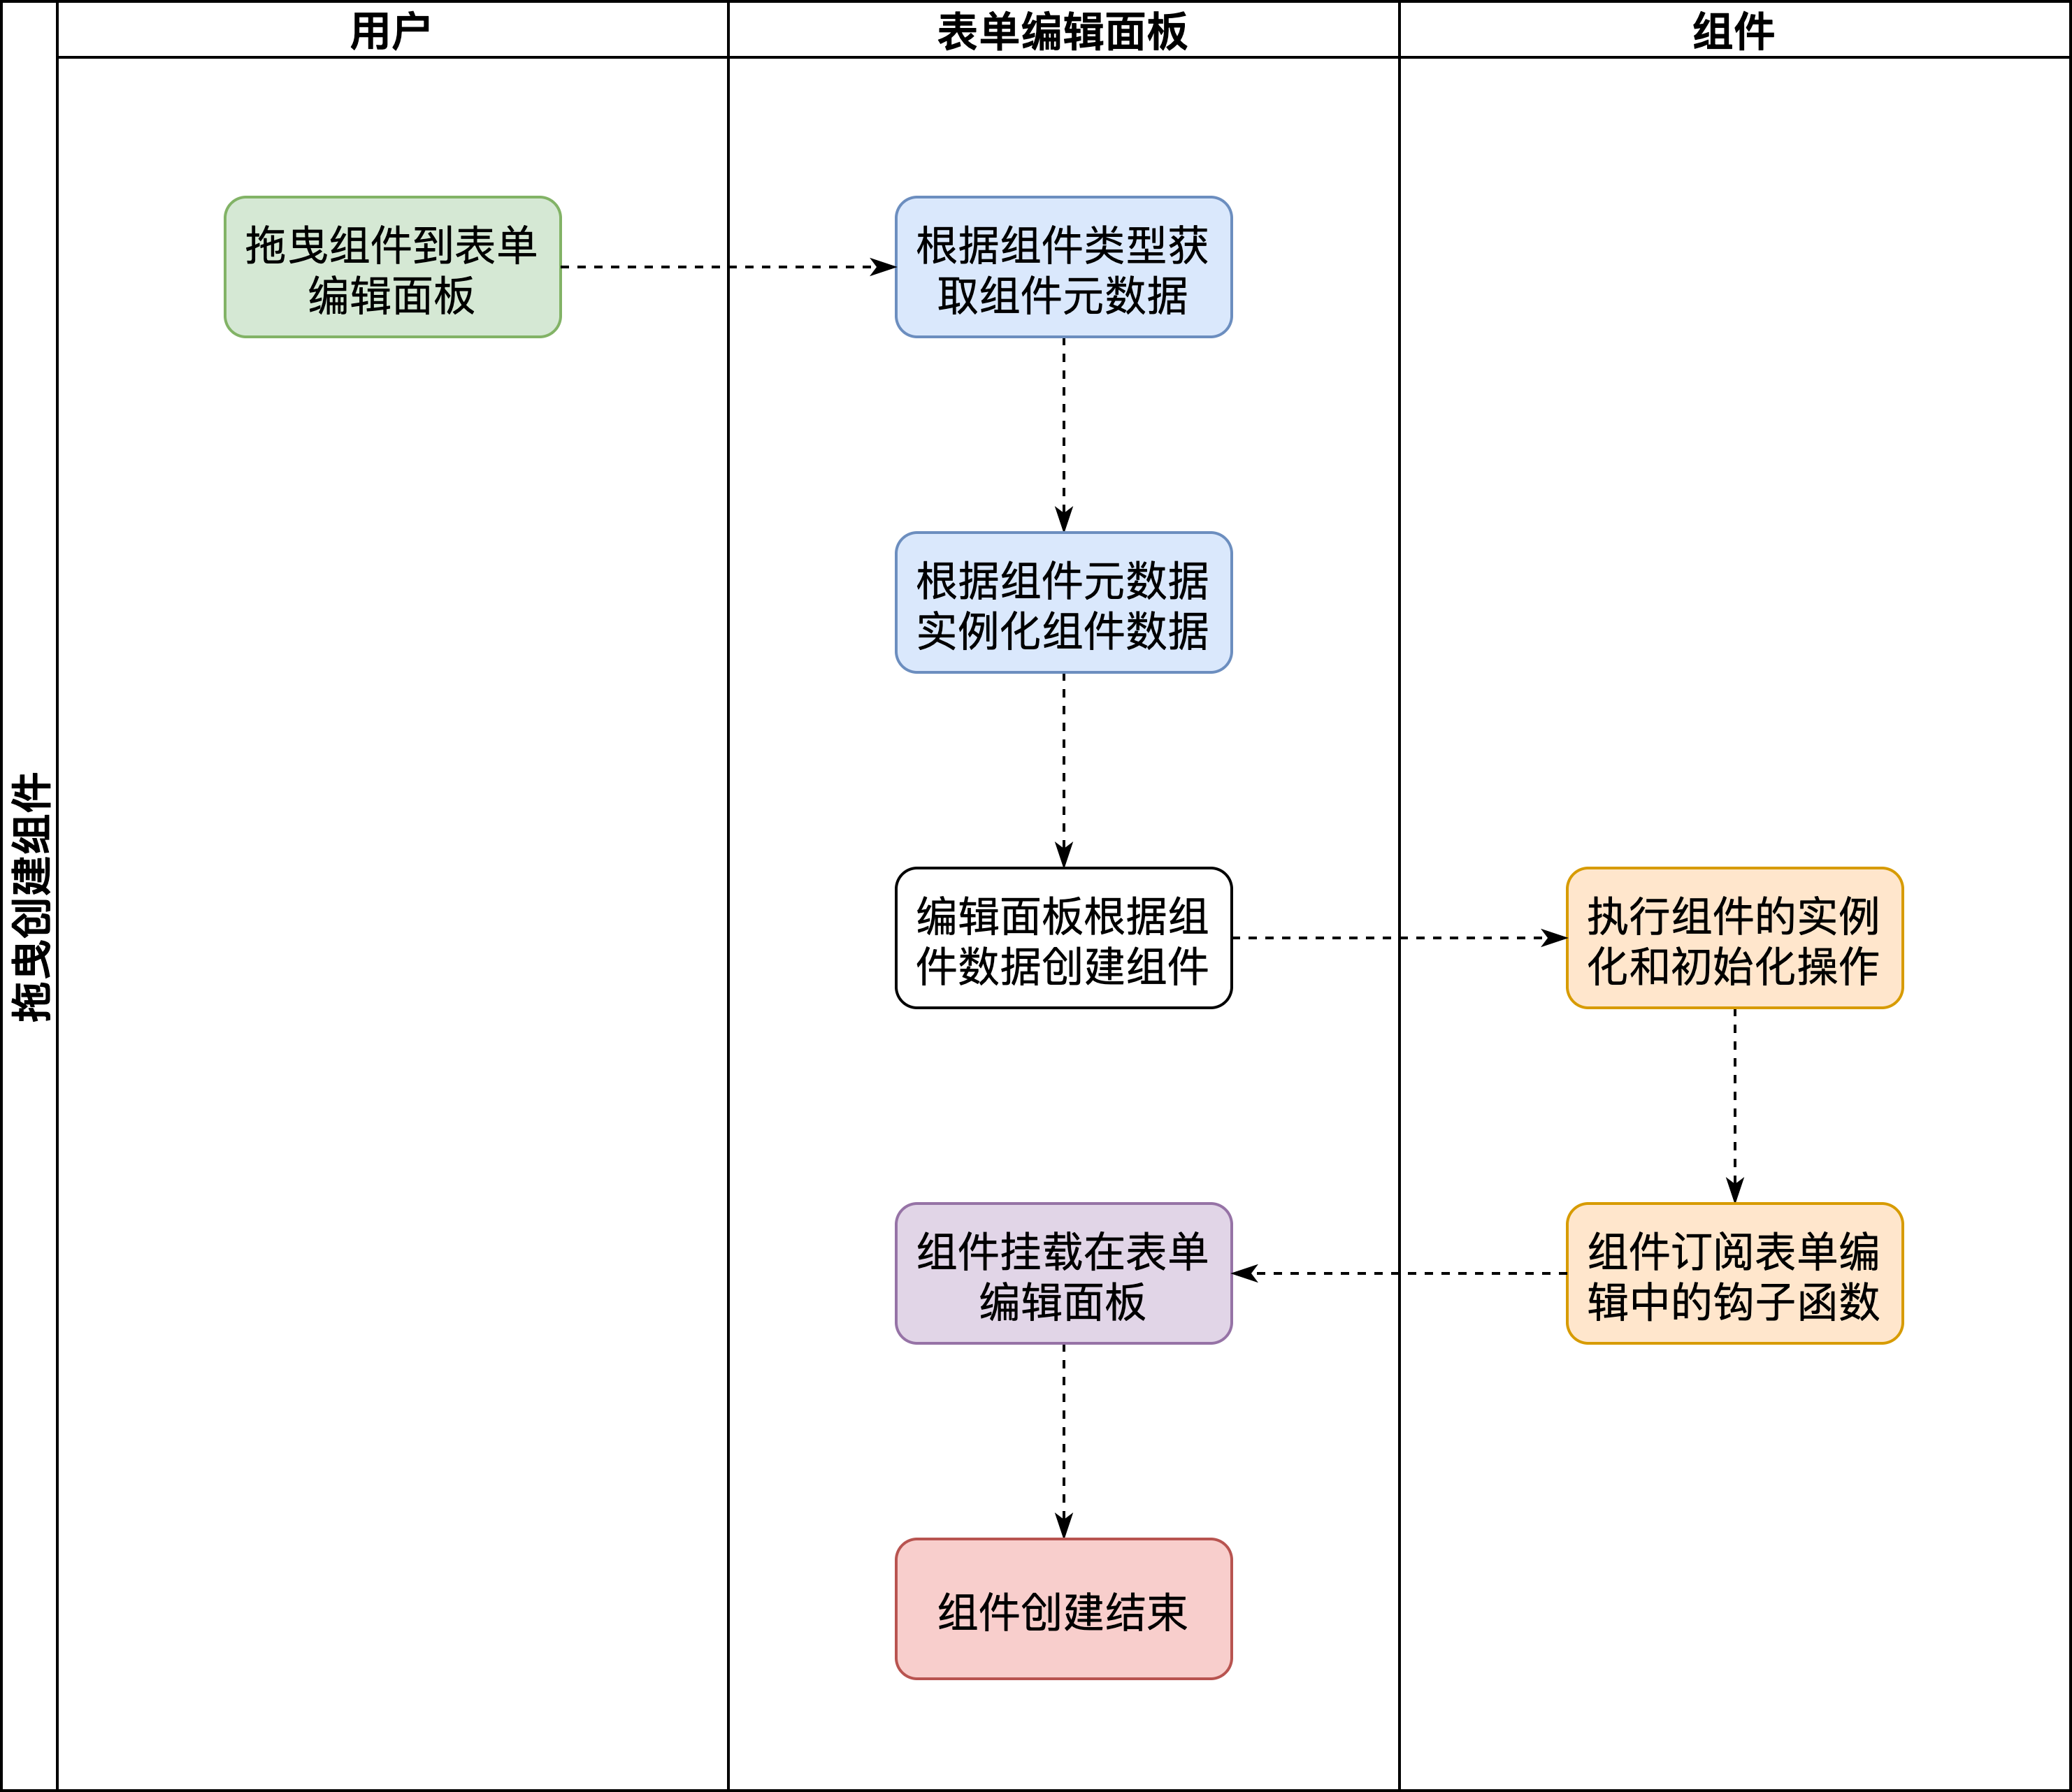 用户
表单编辑面板
组件
拖曳创建组件
拖曳组件到表单
编辑面板
根据组件类型获
取组件元数据
根据组件元数据
实例化组件数据
编辑面板根据组
件数据创建组件
执行组件的实例
化和初始化操作
组件订阅表单编
辑中的钩子函数
组件挂载在表单
编辑面板
组件创建结束